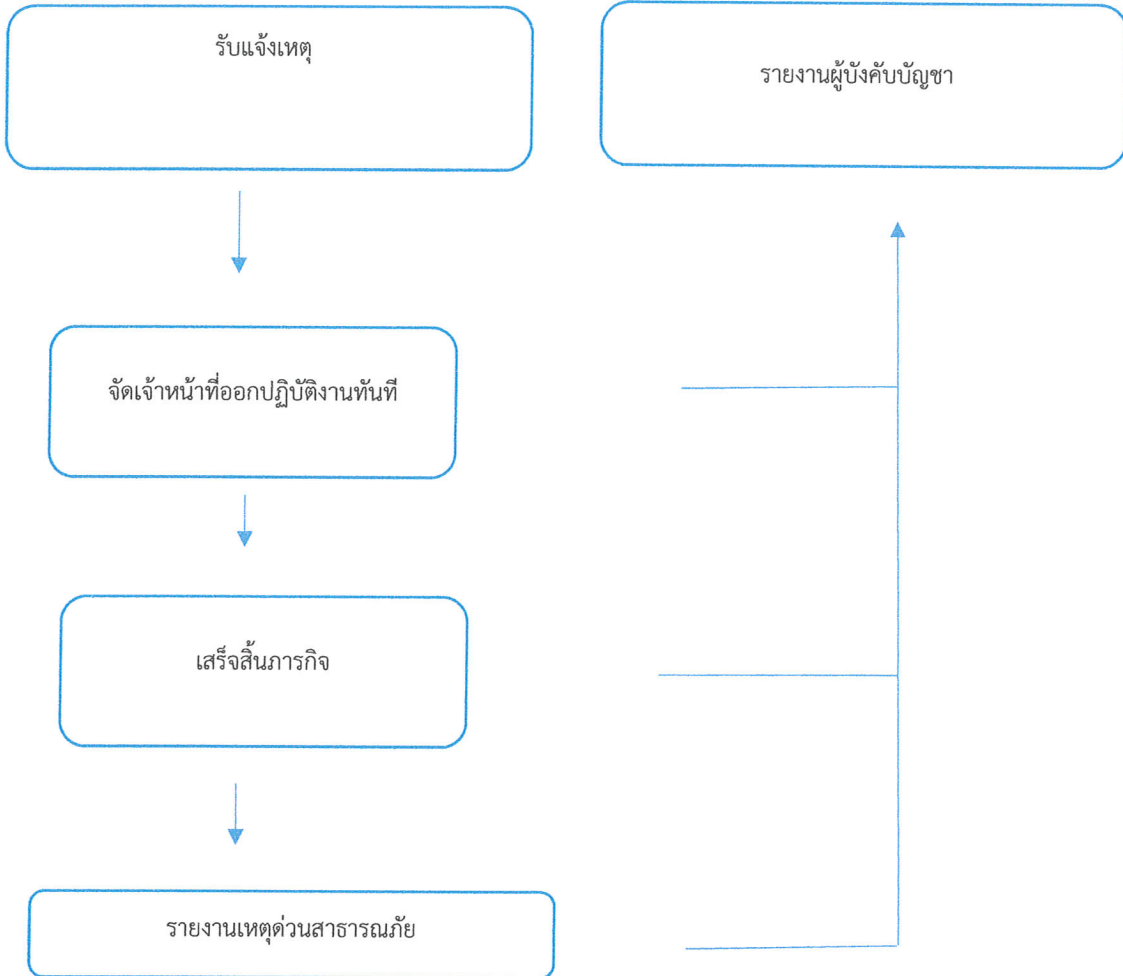 รับแจ้งเหตุ
รายงานผู้บังคับบัญชา
จัดเจ้าหน้าที่ออกปฏิบัติงานทันที
เสร็จสิ้นภารกิจ
รายงานเหตุด่วนสาธารณภัย